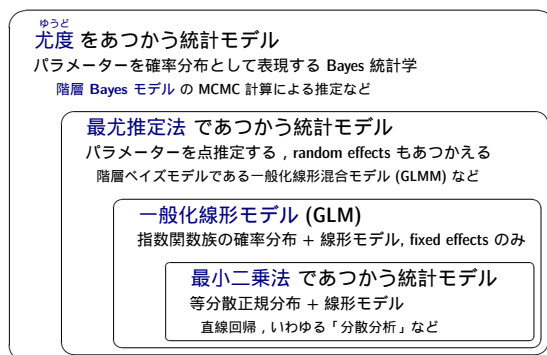 ゆうど
尤度 をあつかう統計モデル
パラメーターを確率分布として表現する Bayes 統計学
階層 Bayes モデル の MCMC 計算による推定など
最尤推定法 であつかう統計モデル
パラメーターを点推定する , random effects もあつかえる
階層ベイズモデルである一般化線形混合モデル (GLMM) など
一般化線形モデル (GLM)
指数関数族の確率分布 + 線形モデル, fixed effects のみ
最小二乗法 であつかう統計モデル
等分散正規分布 + 線形モデル
直線回帰 , いわゆる「分散分析」など